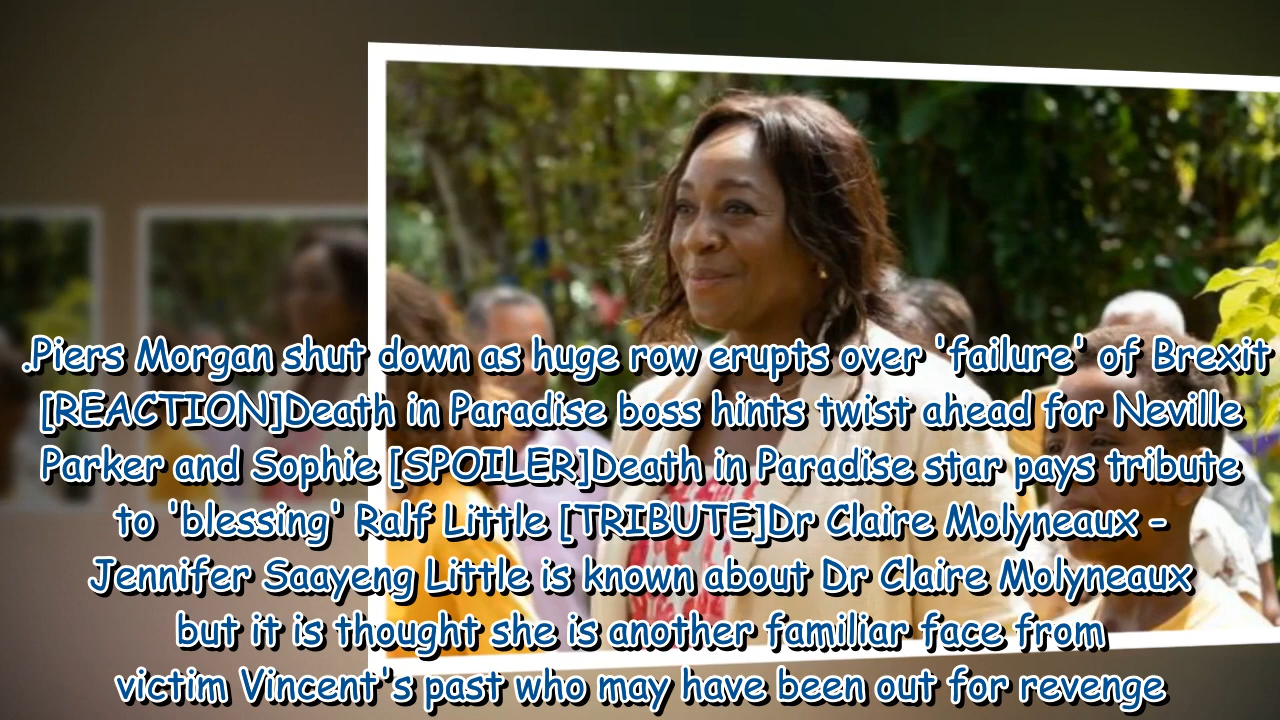 .Piers Morgan shut down as huge row erupts over 'failure' of Brexit
[REACTION]Death in Paradise boss hints twist ahead for Neville
Parker and Sophie [SPOILER]Death in Paradise star pays tribute
to 'blessing' Ralf Little [TRIBUTE]Dr Claire Molyneaux -
Jennifer Saayeng Little is known about Dr Claire Molyneaux
but it is thought she is another familiar face from
victim Vincent's past who may have been out for revenge